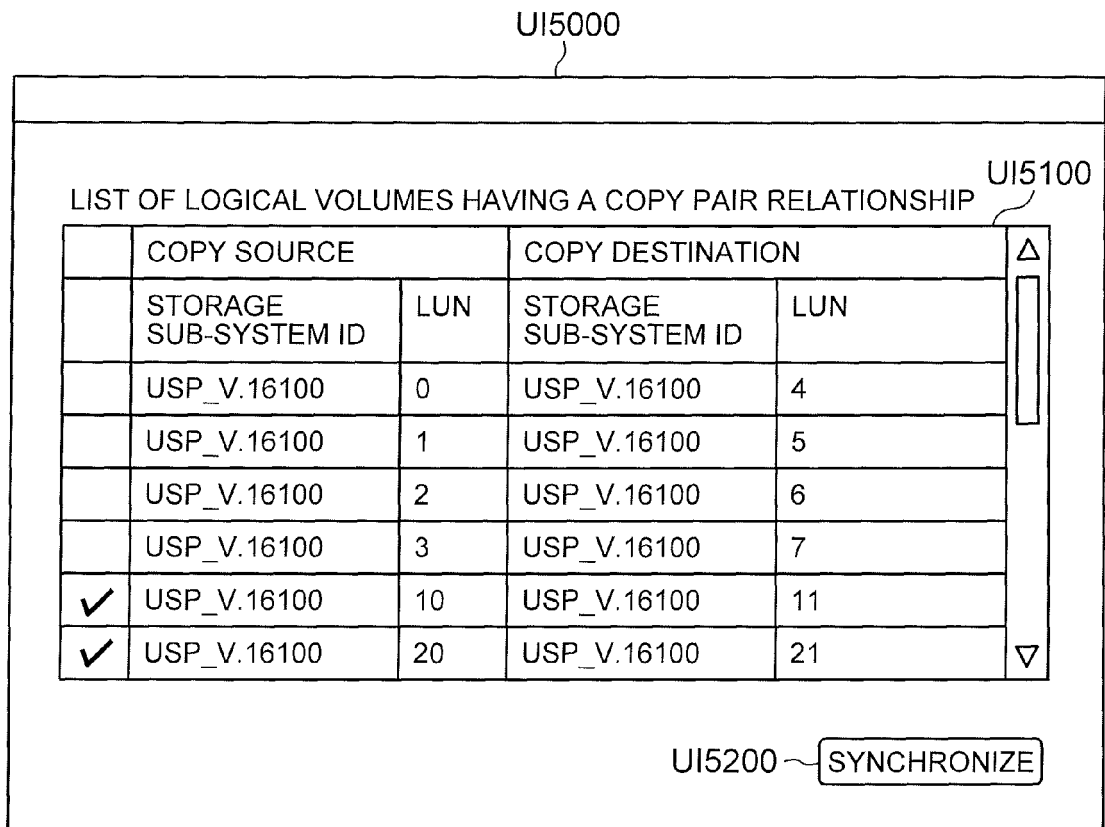 UI5000
UI5100
LIST OF LOGICAL VOLUMES HAVING A COPY PAIR RELATIONSHIP
COPY SOURCE COPY DESTINATION
STORAGE SUB-SYSTEM ID LUN STORAGE SUB-SYSTEM ID LUN
USP_V.16100 0 USP_V.16100 4
USP_V.16100 1 USP_V.16100 5
USP_V.16100 2 USP_V.16100 6
USP_V.16100 3 USP_V.16100 7
✓ USP_V.16100 10 USP_V.16100 11
✓ USP_V.16100 20 USP_V.16100 21
UI5200 SYNCHRONIZE